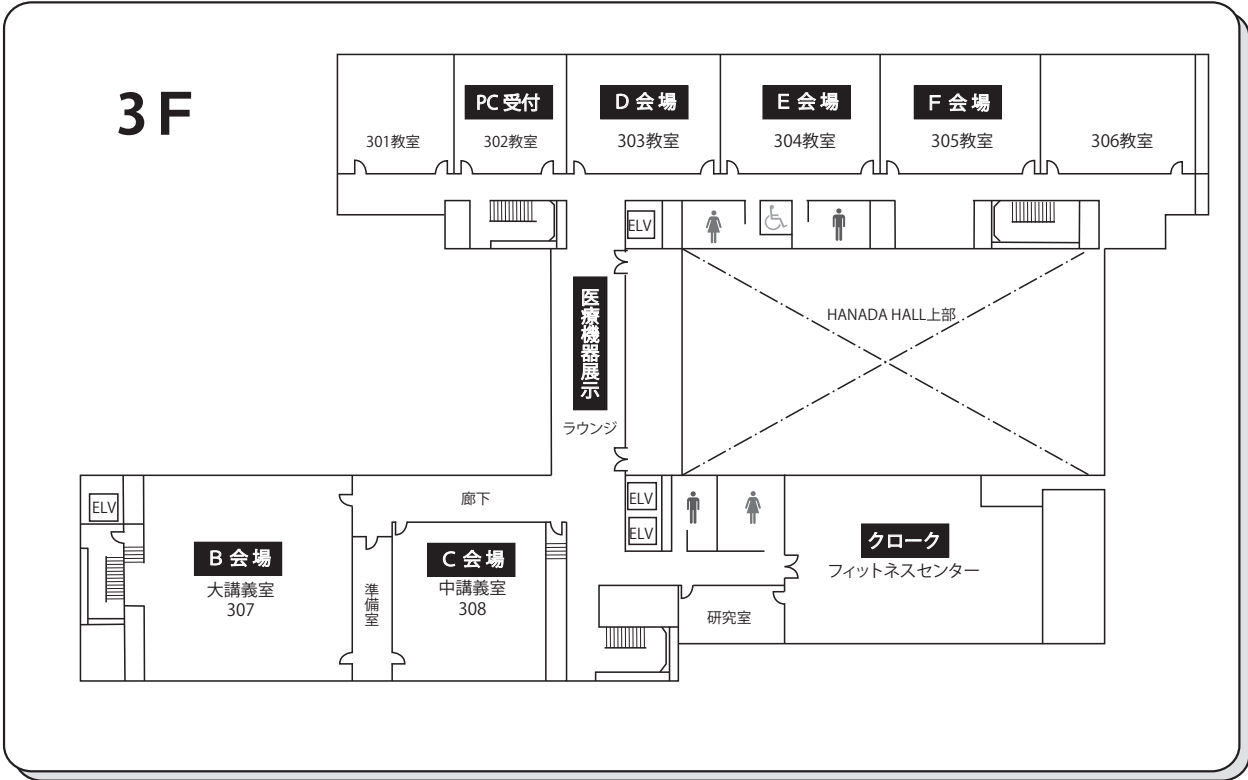 3F
PC受付
D会場
E会場
F会場
301教室
302教室
303教室
304教室
305教室
306教室
ELV
医療機器展示
HANADA HALL上部
ラウンジ
ELV
廊下
ELV
ELV
B会場
大講義室
307
準備室
C会場
中講義室
308
クローク
フィットネスセンター
研究室